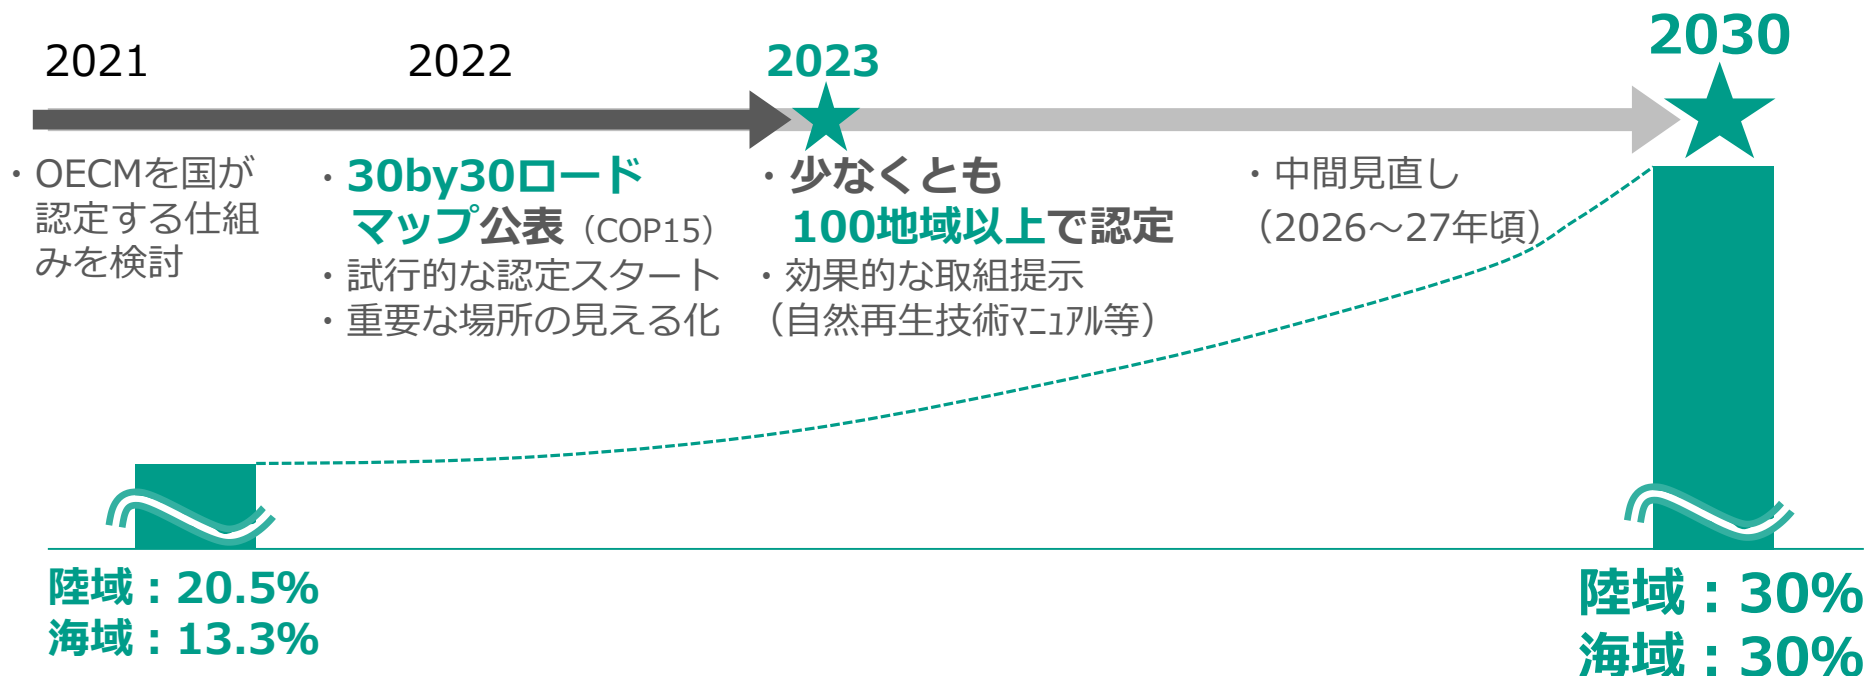 2021
2022
2023
2030
・OECMを国が
認定する仕組
みを検討
・30by30ロード
マップ公表（COP15）
・試行的な認定スタート
・重要な場所の見える化
・少なくとも
100地域以上で認定
・効果的な取組提示
（自然再生技術ﾏﾆｭｱﾙ等）
・中間見直し
（2026～27年頃）
陸域：20.5%
海域：13.3%
陸域：30%
海域：30%